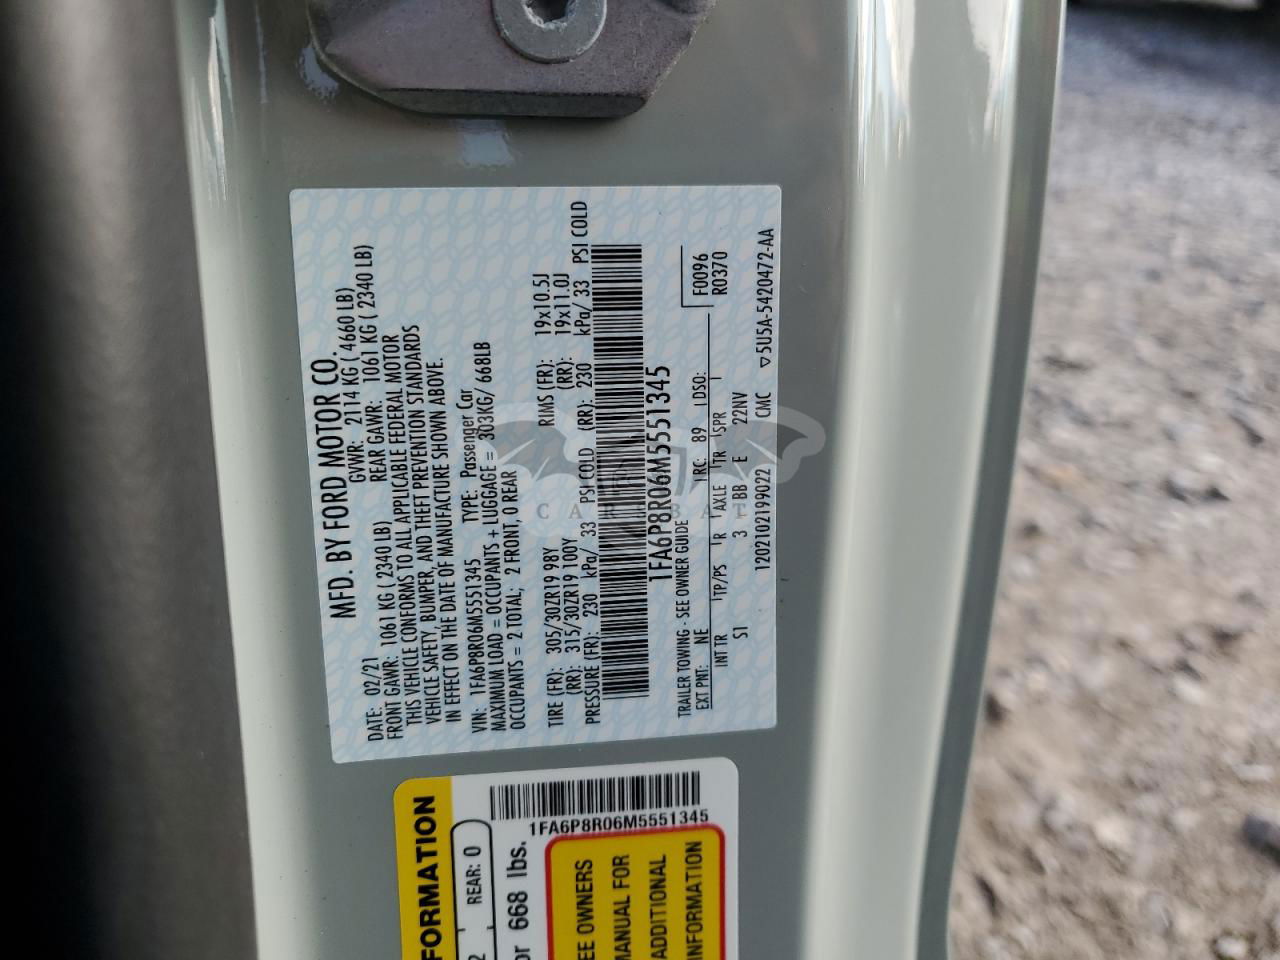 MFD. BY FORD MOTOR CO.
DATE: 02/21 GVWR: 2114 KG ( 4660 LB)
FRONT GAWR: 1061 KG ( 2340 LB) REAR GAWR: 1061 KG ( 2340 LB)
THIS VEHICLE CONFORMS TO ALL APPLICABLE FEDERAL MOTOR
VEHICLE SAFETY, BUMPER, AND THEFT PREVENTION STANDARDS
IN EFFECT ON THE DATE OF MANUFACTURE SHOWN ABOVE.
VIN: 1FA6P8R06M5551345 TYPE: Passenger Car
MAXIMUM LOAD = OCCUPANTS + LUGGAGE = 303KG/ 668LB
OCCUPANTS = 2 TOTAL; 2 FRONT, 0 REAR
TIRE (FR): 305/30ZR19 98Y RIMS (FR): 19x10.5J
(RR): 315/30ZR19 100Y (RR): 19x11.0J
PRESSURE (FR): 230 kPa/ 33 PSI COLD (RR): 230 kPa/ 33 PSI COLD
1FA6P8R06M5551345
TRAILER TOWING - SEE OWNER GUIDE F0096
EXT PNT: NE RC: 89 DSO: R0370
INT TR TP/PS R AXLE TR SPR
S1 3 BB E 22NV
120210219902​2 CMC ▽5U5A-5420472-AA
CARSBAT
FORMATION
2 REAR: 0
1FA6P8R06M5551345
or 668 lbs.
SEE OWNERS
MANUAL FOR
ADDITIONAL
INFORMATION